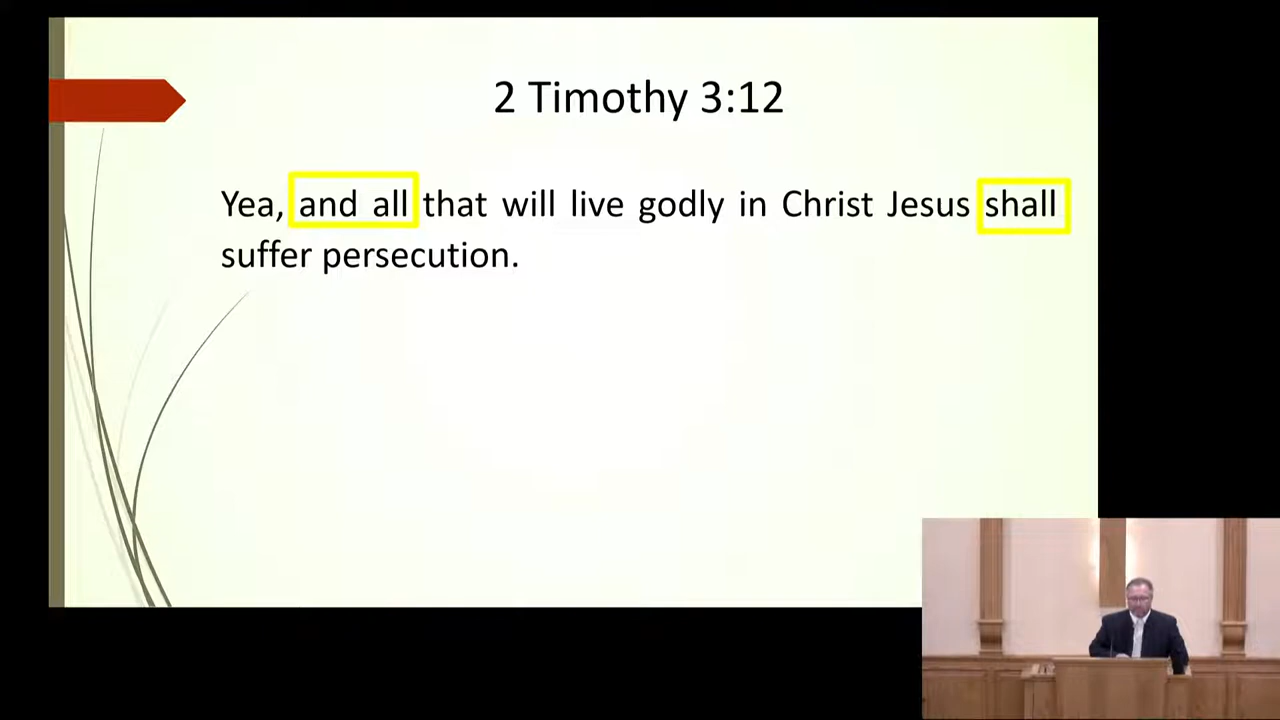 2 Timothy 3:12
Yea, and all that will live godly in Christ Jesus shall
suffer persecution.